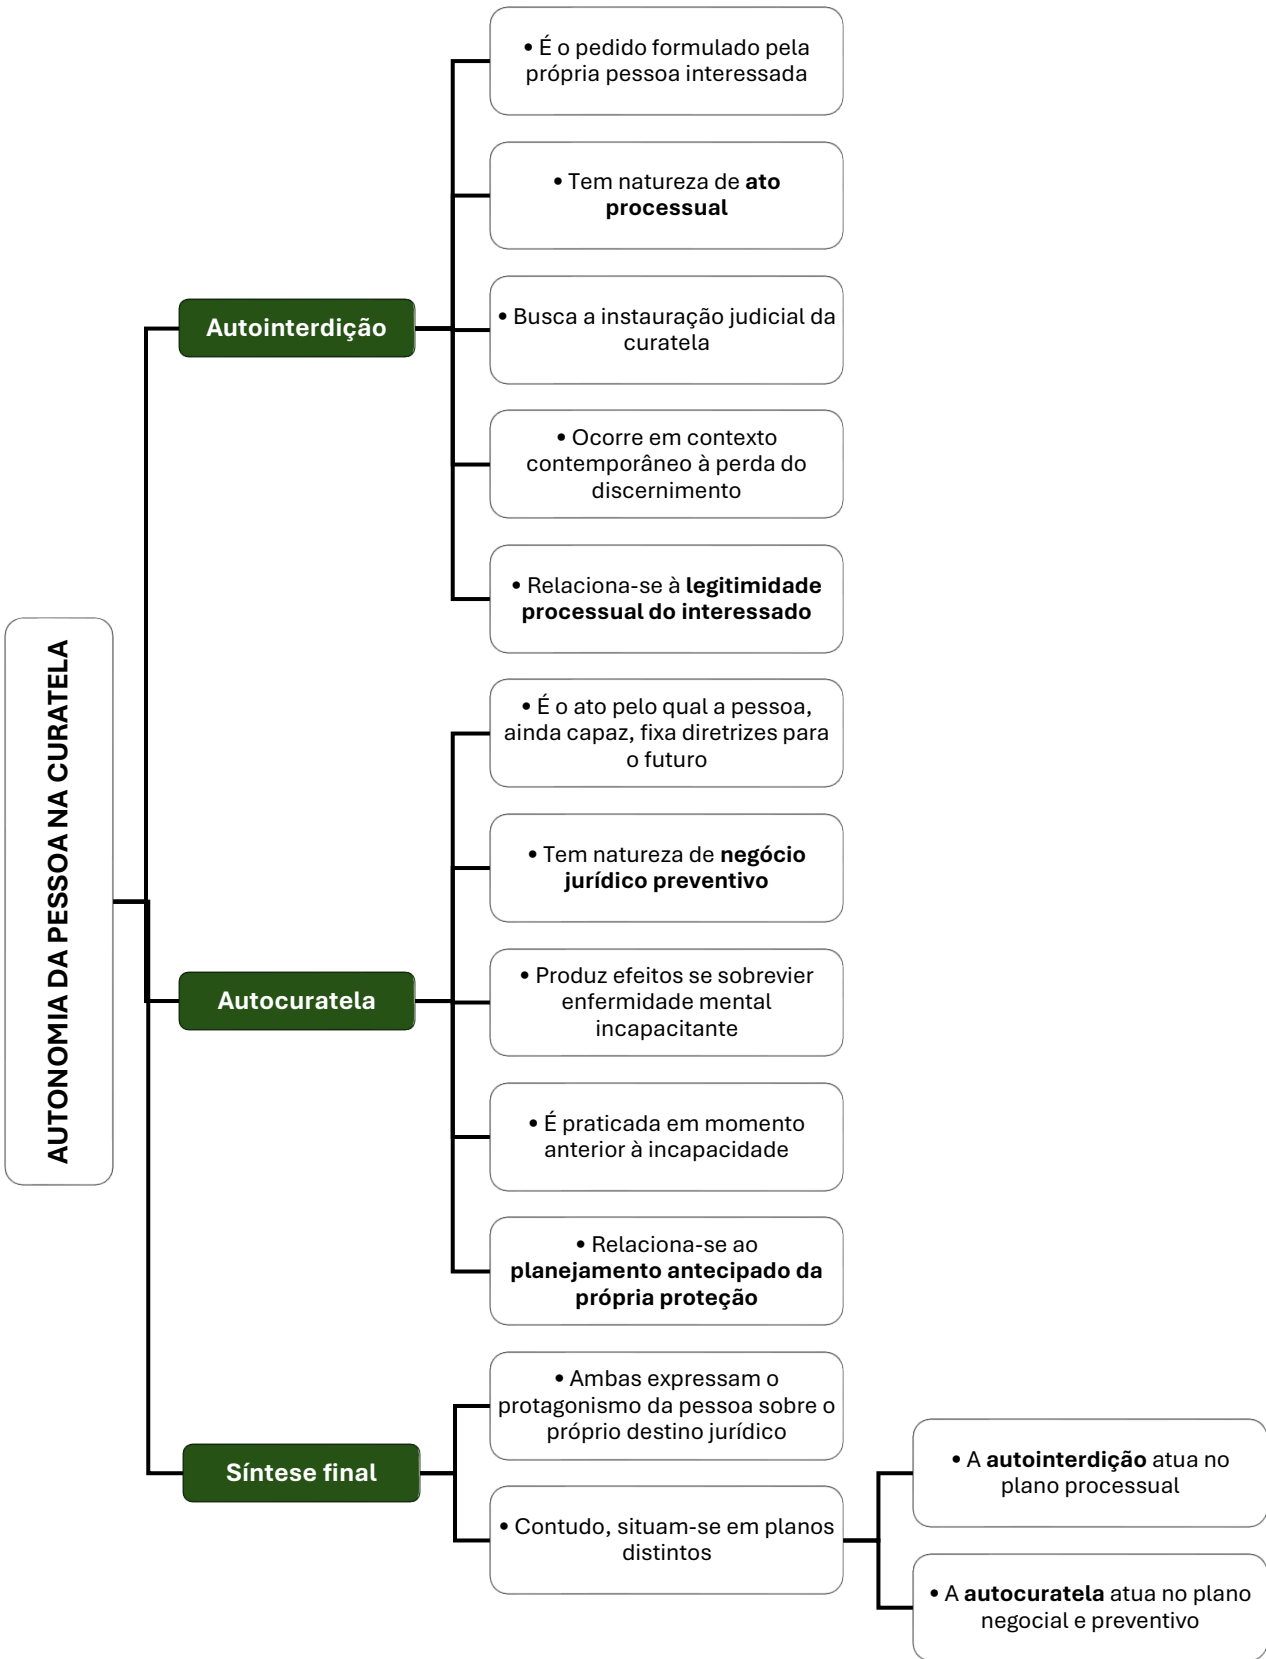 AUTONOMIA DA PESSOA NA CURATELA
Autointerdição
• É o pedido formulado pela
própria pessoa interessada
• Tem natureza de ato
processual
• Busca a instauração judicial da
curatela
• Ocorre em contexto
contemporâneo à perda do
discernimento
• Relaciona-se à legitimidade
processual do interessado
Autocuratela
• É o ato pelo qual a pessoa,
ainda capaz, fixa diretrizes para
o futuro
• Tem natureza de negócio
jurídico preventivo
• Produz efeitos se sobrevier
enfermidade mental
incapacitante
• É praticada em momento
anterior à incapacidade
• Relaciona-se ao
planejamento antecipado da
própria proteção
Síntese final
• Ambas expressam o
protagonismo da pessoa sobre o
próprio destino jurídico
• Contudo, situam-se em planos
distintos
• A autointerdição atua no
plano processual
• A autocuratela atua no plano
negocial e preventivo